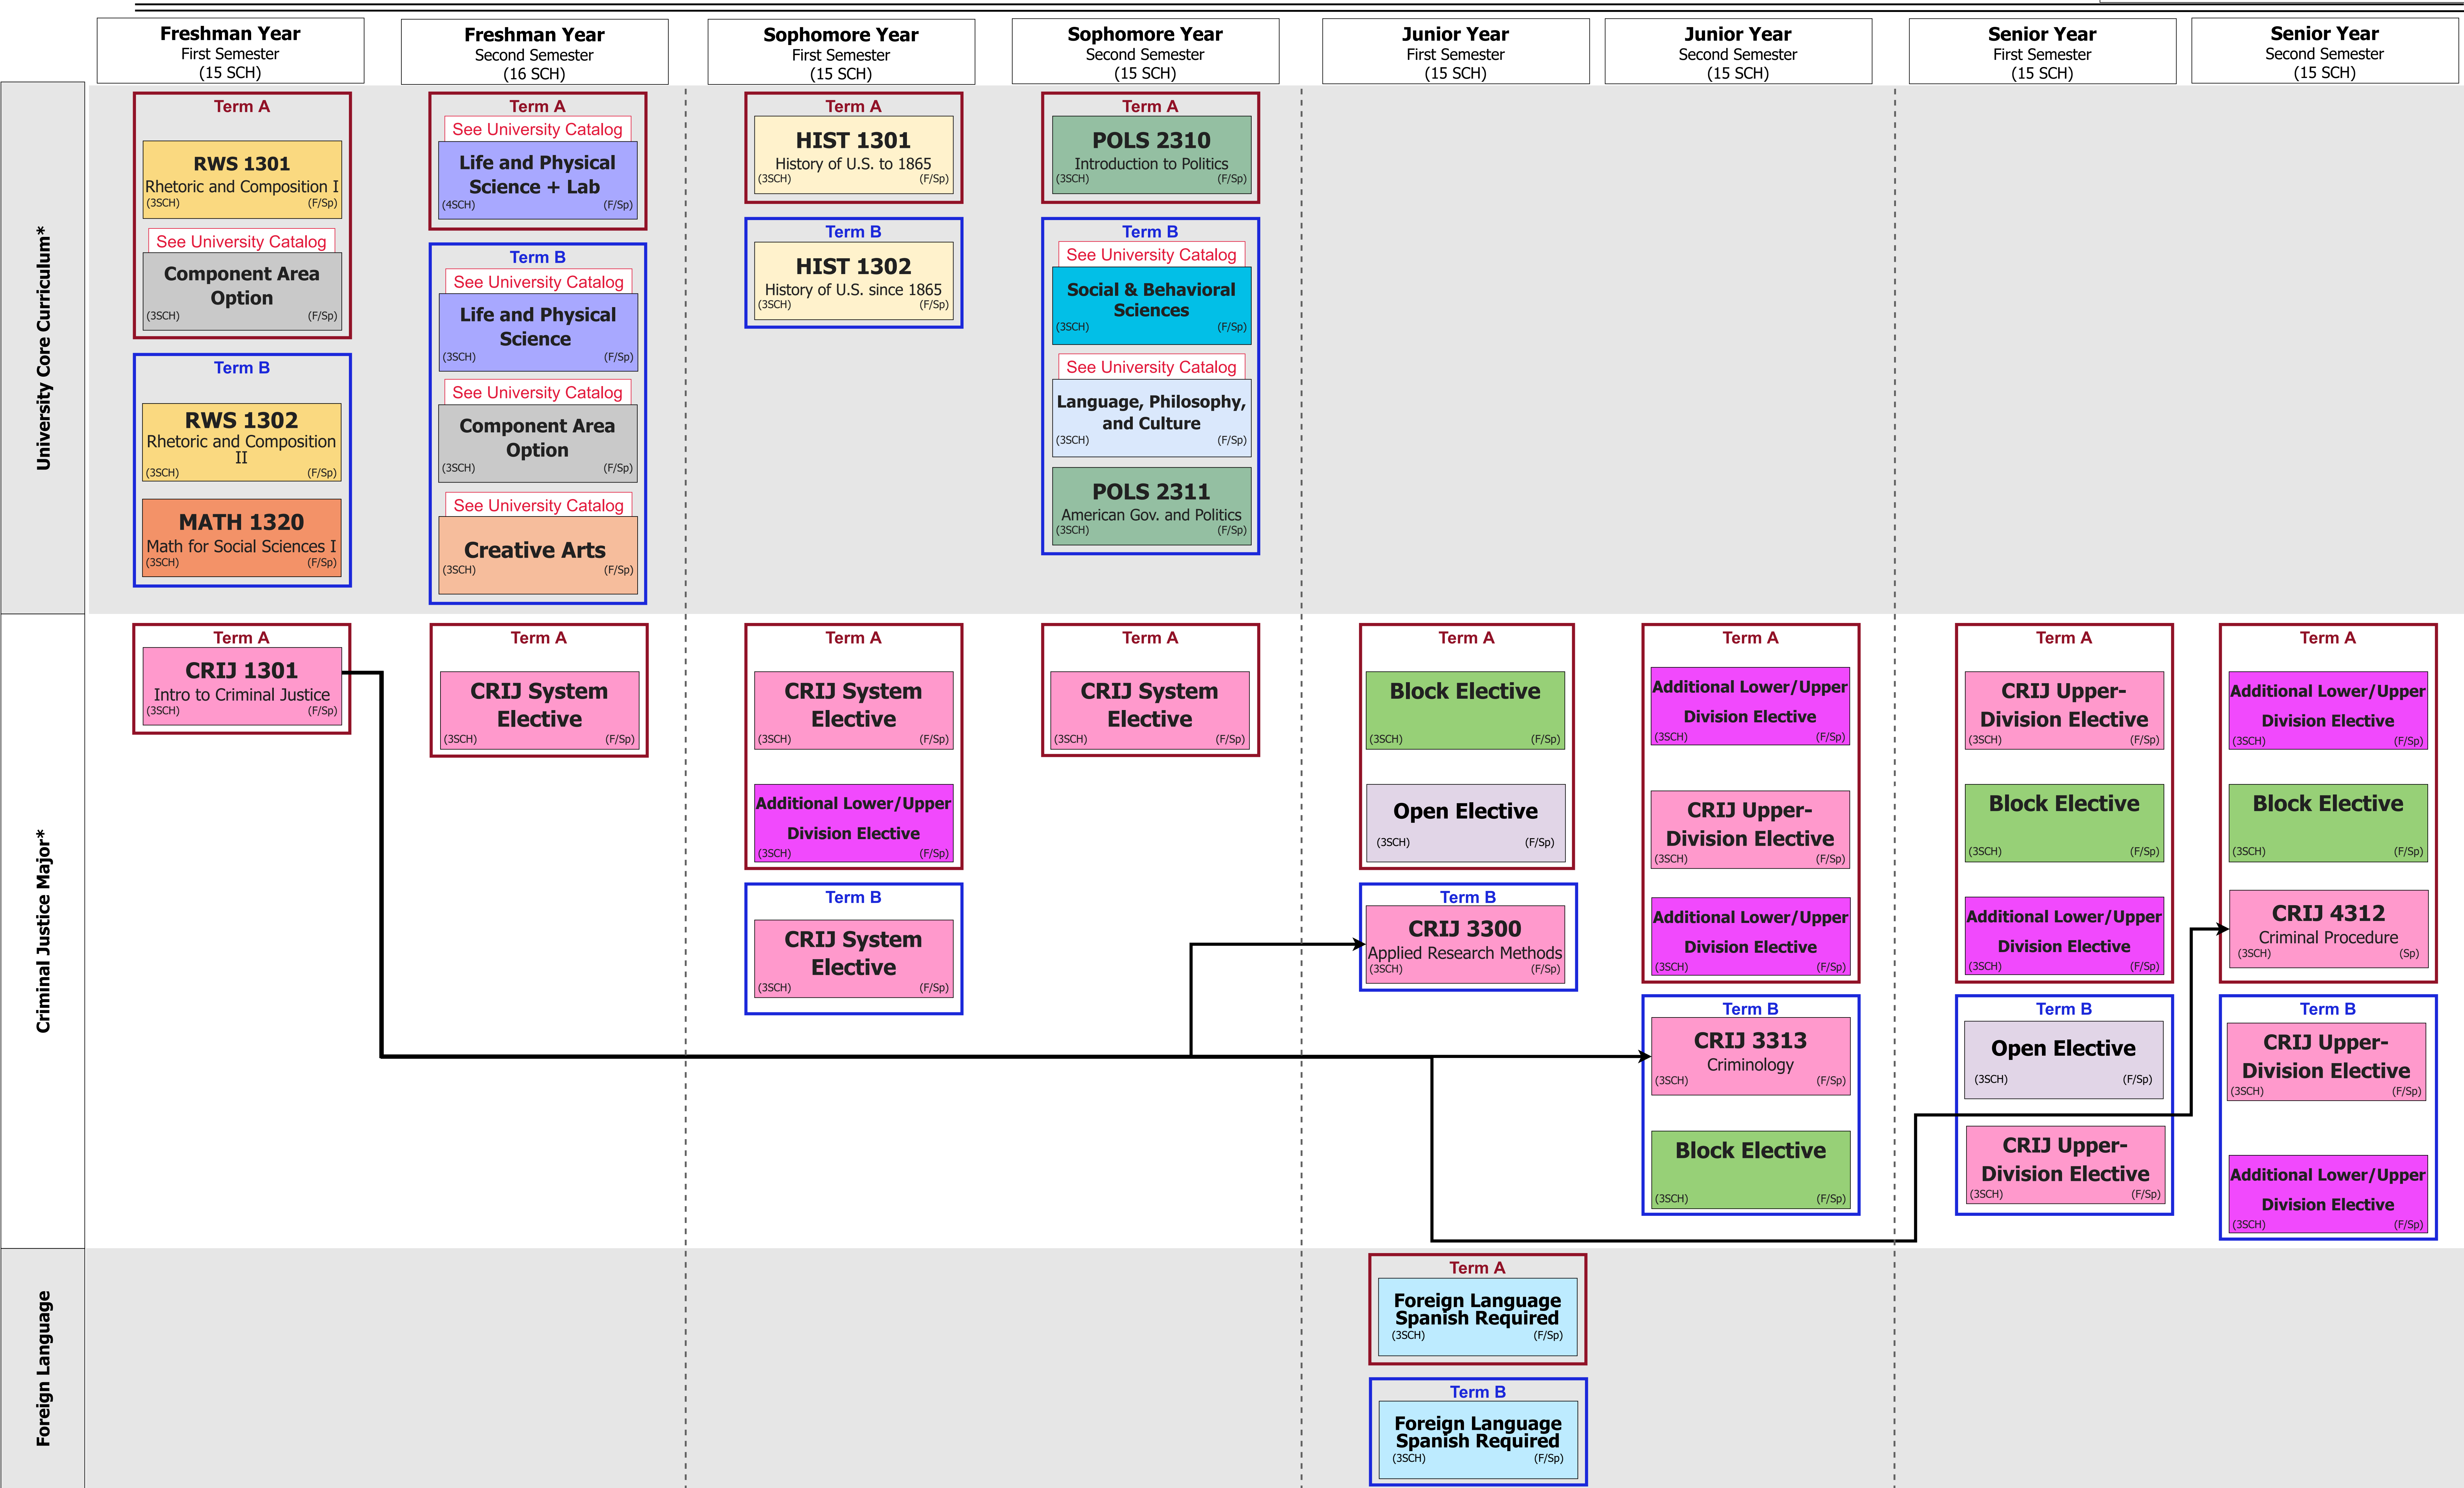 Freshman Year
First Semester
(15 SCH)
Freshman Year
Second Semester
(16 SCH)
Sophomore Year
First Semester
(15 SCH)
Sophomore Year
Second Semester
(15 SCH)
Junior Year
First Semester
(15 SCH)
Junior Year
Second Semester
(15 SCH)
Senior Year
First Semester
(15 SCH)
Senior Year
Second Semester
(15 SCH)
University Core Curriculum*
Term A
RWS 1301
Rhetoric and Composition I
(3SCH) (F/Sp)
See University Catalog
Component Area
Option
(3SCH) (F/Sp)
Term B
RWS 1302
Rhetoric and Composition
II
(3SCH) (F/Sp)
MATH 1320
Math for Social Sciences I
(3SCH) (F/Sp)
Term A
See University Catalog
Life and Physical
Science + Lab
(4SCH) (F/Sp)
Term B
See University Catalog
Life and Physical
Science
(3SCH) (F/Sp)
See University Catalog
Component Area
Option
(3SCH) (F/Sp)
See University Catalog
Creative Arts
(3SCH) (F/Sp)
Term A
HIST 1301
History of U.S. to 1865
(3SCH) (F/Sp)
Term B
HIST 1302
History of U.S. since 1865
(3SCH) (F/Sp)
Term A
POLS 2310
Introduction to Politics
(3SCH) (F/Sp)
Term B
See University Catalog
Social & Behavioral
Sciences
(3SCH) (F/Sp)
See University Catalog
Language, Philosophy,
and Culture
(3SCH) (F/Sp)
POLS 2311
American Gov. and Politics
(3SCH) (F/Sp)
Criminal Justice Major*
Term A
CRIJ 1301
Intro to Criminal Justice
(3SCH) (F/Sp)
Term A
CRIJ System
Elective
(3SCH) (F/Sp)
Term A
CRIJ System
Elective
(3SCH) (F/Sp)
Additional Lower/Upper
Division Elective
(3SCH) (F/Sp)
Term B
CRIJ System
Elective
(3SCH) (F/Sp)
Term A
CRIJ System
Elective
(3SCH) (F/Sp)
Term A
Block Elective
(3SCH) (F/Sp)
Open Elective
(3SCH) (F/Sp)
Term B
CRIJ 3300
Applied Research Methods
(3SCH) (F/Sp)
Term A
Additional Lower/Upper
Division Elective
(3SCH) (F/Sp)
CRIJ Upper-
Division Elective
(3SCH) (F/Sp)
Additional Lower/Upper
Division Elective
(3SCH) (F/Sp)
Term B
CRIJ 3313
Criminology
(3SCH) (F/Sp)
Block Elective
(3SCH) (F/Sp)
Term A
CRIJ Upper-
Division Elective
(3SCH) (F/Sp)
Block Elective
(3SCH) (F/Sp)
Additional Lower/Upper
Division Elective
(3SCH) (F/Sp)
Term B
Open Elective
(3SCH) (F/Sp)
CRIJ Upper-
Division Elective
(3SCH) (F/Sp)
Term A
Additional Lower/Upper
Division Elective
(3SCH) (F/Sp)
Block Elective
(3SCH) (F/Sp)
CRIJ 4312
Criminal Procedure
(3SCH) (Sp)
Term B
CRIJ Upper-
Division Elective
(3SCH) (F/Sp)
Additional Lower/Upper
Division Elective
(3SCH) (F/Sp)
Foreign Language
Term A
Foreign Language
Spanish Required
(3SCH) (F/Sp)
Term B
Foreign Language
Spanish Required
(3SCH) (F/Sp)